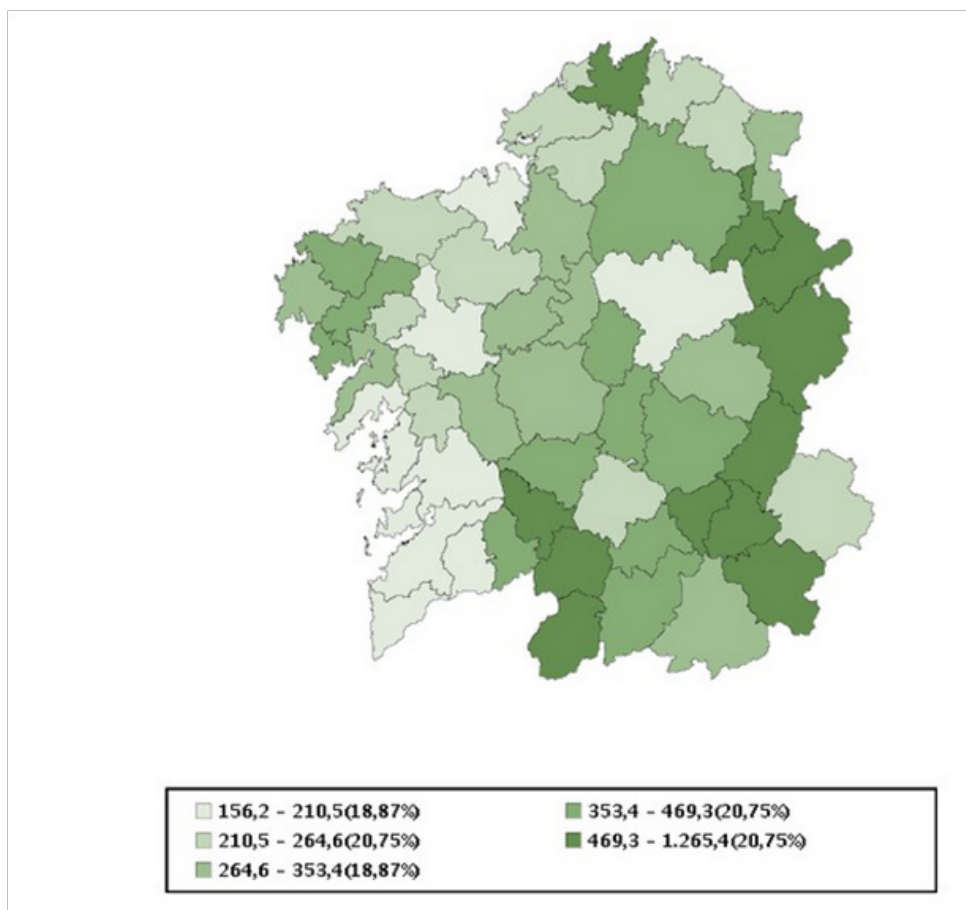 156,2 - 210,5(18,87%)
210,5 - 264,6(20,75%)
264,6 - 353,4(18,87%)
353,4 - 469,3(20,75%)
469,3 - 1.265,4(20,75%)